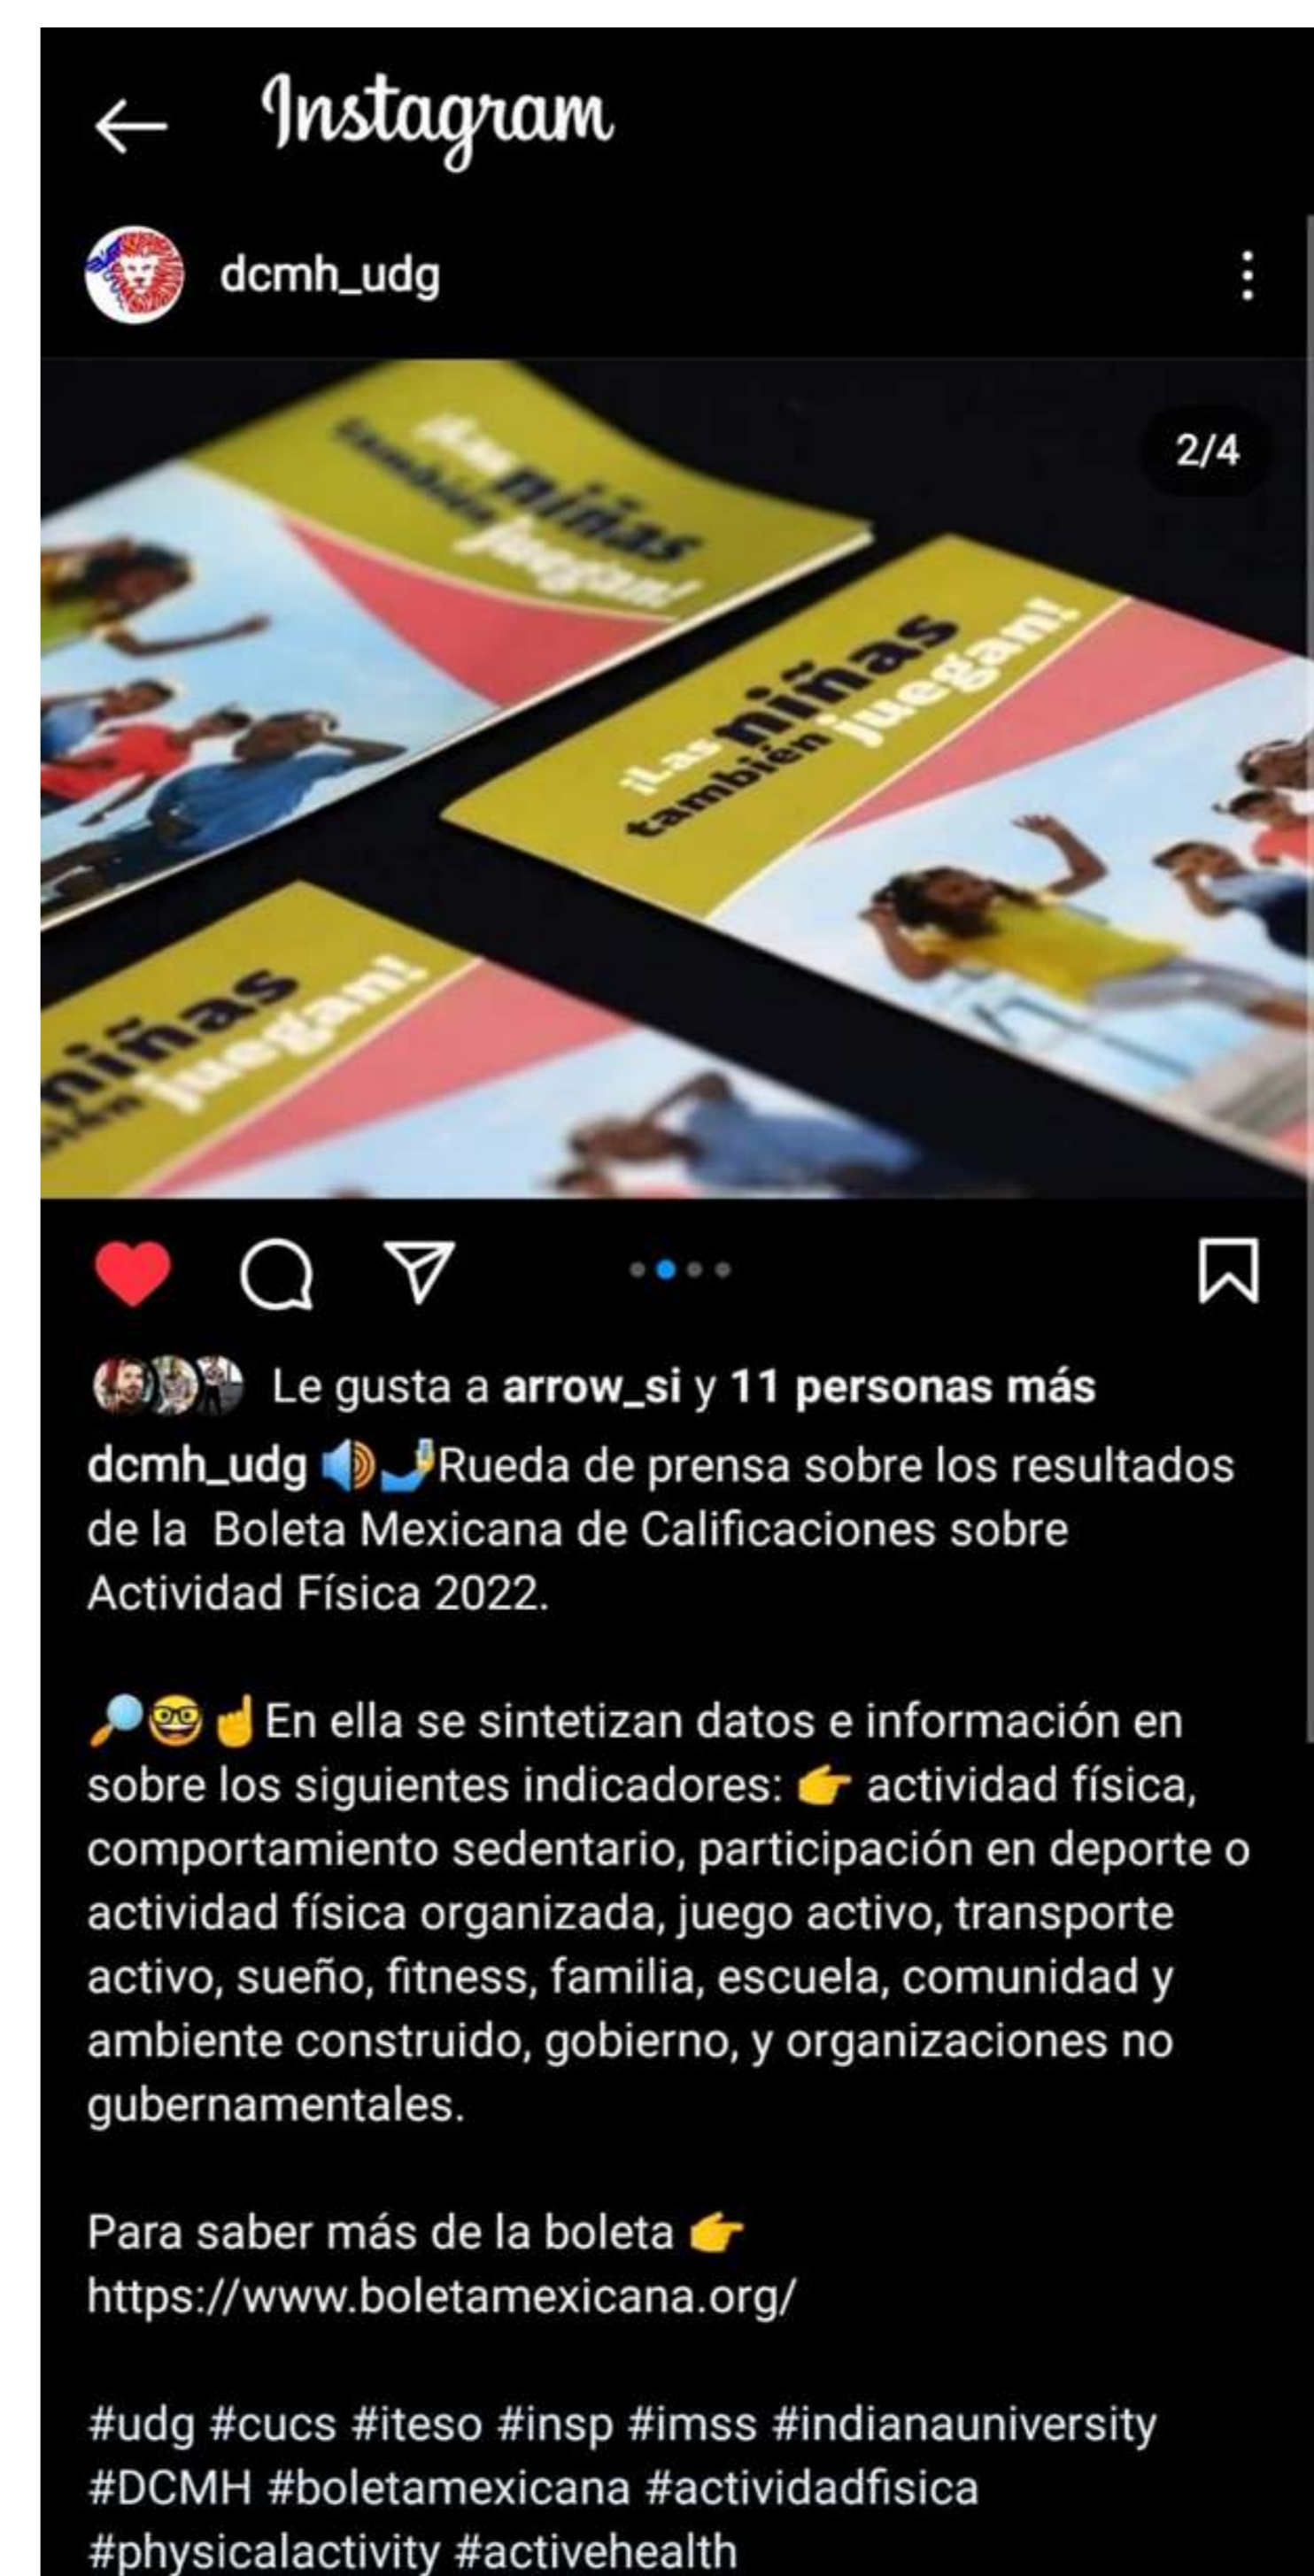 Instagram
dcmh_udg
2/4
¡Las niñas
también juegan!
¡Las niñas
también juegan!
niñas
juegan!
Le gusta a arrow_si y 11 personas más
dcmh_udg 🔊🤳Rueda de prensa sobre los resultados
de la Boleta Mexicana de Calificaciones sobre
Actividad Física 2022.
🔎🤓☝️En ella se sintetizan datos e información en
sobre los siguientes indicadores: 👉 actividad física,
comportamiento sedentario, participación en deporte o
actividad física organizada, juego activo, transporte
activo, sueño, fitness, familia, escuela, comunidad y
ambiente construido, gobierno, y organizaciones no
gubernamentales.
Para saber más de la boleta 👉
https://www.boletamexicana.org/
#udg #cucs #iteso #insp #imss #indianauniversity
#DCMH #boletamexicana #actividadfisica
#physicalactivity #activehealth